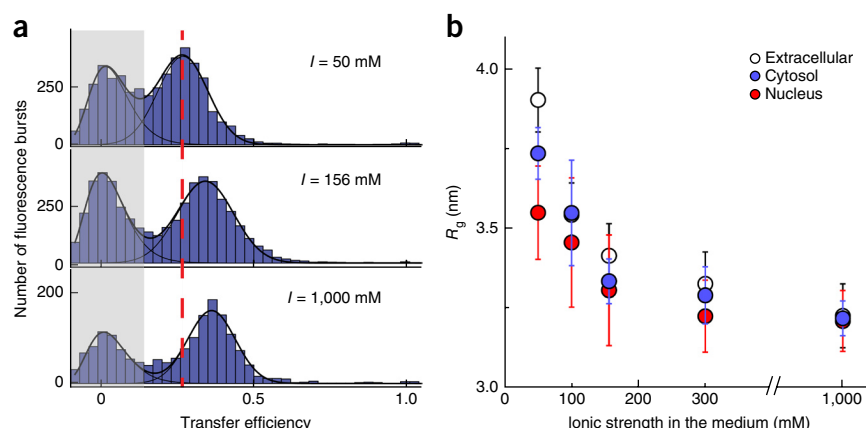 a
I = 50 mM
250
0
I = 156 mM
250
0
I = 1,000 mM
200
0
0
0.5
1.0
Number of fluorescence bursts
Transfer efficiency
b
Extracellular
Cytosol
Nucleus
4.0
3.5
3.0
Rg (nm)
0
100
200
300
1,000
Ionic strength in the medium (mM)